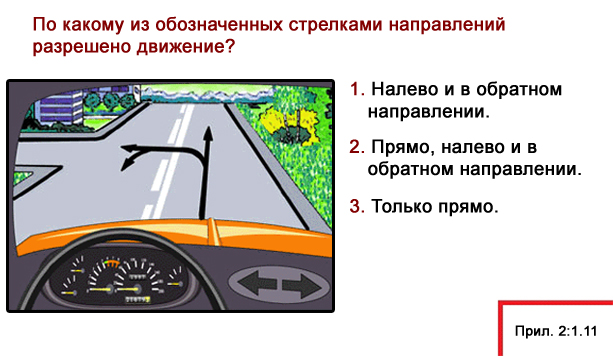 По какому из обозначенных стрелками направлений
разрешено движение?
1. Налево и в обратном
направлении.
2. Прямо, налево и в
обратном направлении.
3. Только прямо.
Прил. 2:1.11